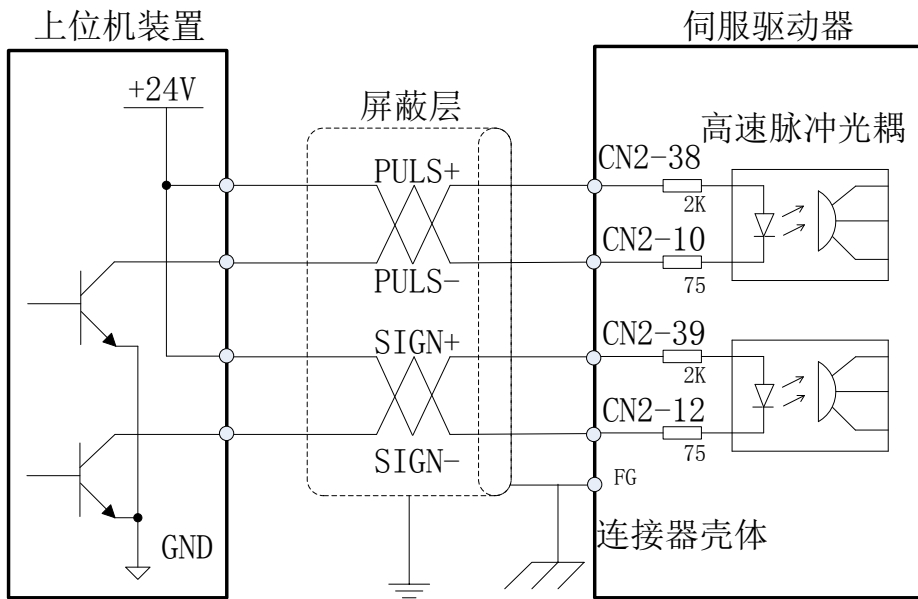 上位机装置
伺服驱动器
+24V
屏蔽层
高速脉冲光耦
PULS+
CN2-38
2K
CN2-10
PULS-
75
SIGN+
CN2-39
2K
CN2-12
SIGN-
75
FG
GND
连接器壳体